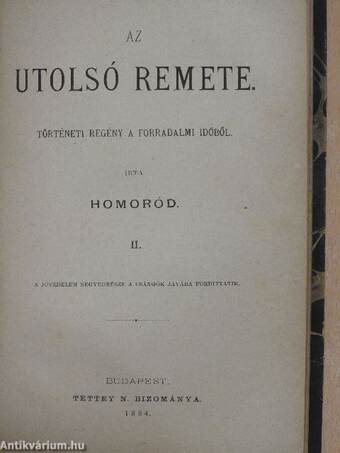 AZ
UTOLSÓ REMETE.
TÖRTÉNETI REGÉNY A FORRADALMI IDŐBŐL.
IRTA
HOMORÓD.
II.
A JÖVEDELEM NEGYEDRÉSZE A CSÁNGÓK JAVÁRA FORDITTATIK.
BUDAPEST.
TETTEY N. BIZOMÁNYA.
1884.
Antikvárium.hu